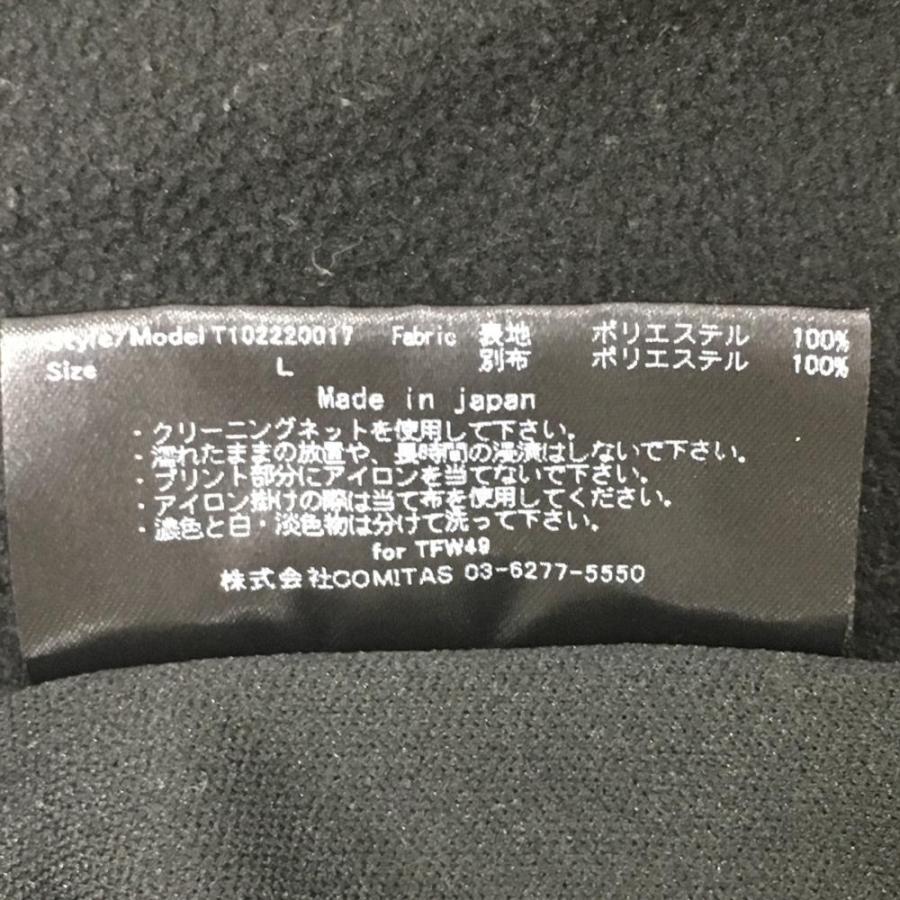 Style/Model T102220017 Fabric 表地 ポリエステル 100%
Size L 別布 ポリエステル 100%
Made in japan
・クリーニングネットを使用して下さい。
・濡れたままの放置や、長時間の浸漬はしないで下さい。
・プリント部分にアイロンを当てないで下さい。
・アイロン掛けの際は当て布を使用してください。
・濃色と白・淡色物は分けて洗って下さい。
for TFW49
株式会社COMITAS 03-6277-5550